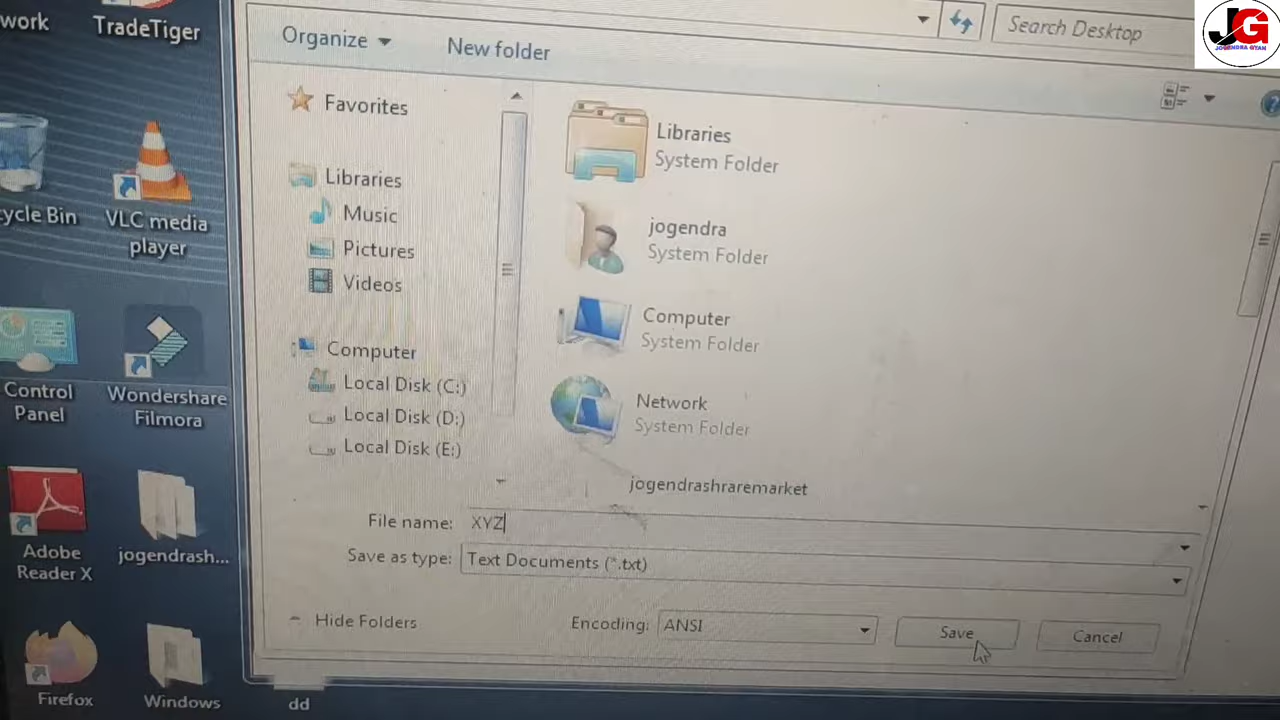 work
TradeTiger
cycle Bin
VLC media
player
Control
Panel
Wondershare
Filmora
Adobe
Reader X
jogendrash...
Firefox
Windows
dd
Search Desktop
JG
JOGENDRA GYAN
Organize
New folder
Favorites
Libraries
Music
Pictures
Videos
Computer
Local Disk (C:)
Local Disk (D:)
Local Disk (E:)
Libraries
System Folder
jogendra
System Folder
Computer
System Folder
Network
System Folder
jogendrashraremarket
File name: XYZ
Save as type: Text Documents (*.txt)
Hide Folders
Encoding: ANSI
Save
Cancel